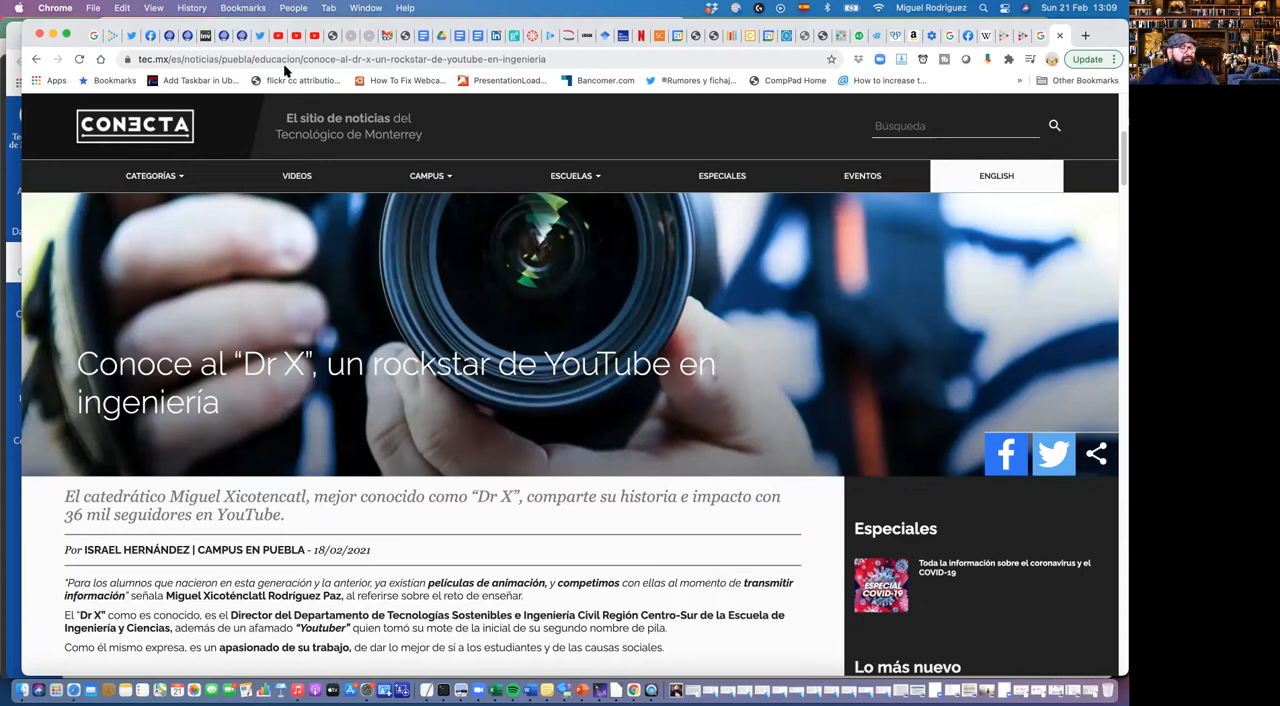 Chrome File Edit View History Bookmarks People Tab Window Help Miguel Rodriguez Sun 21 Feb 13:09
tec.mx/es/noticias/puebla/educacion/conoce-al-dr-x-un-rockstar-de-youtube-en-ingenieria Update
Apps Bookmarks Add Taskbar in Ub... flickr cc attributio... How To Fix Webca... PresentationLoad... Bancomer.com ®Rumores y fichaj... CompPad Home How to increase t... » Other Bookmarks
CONECTA
El sitio de noticias del
Tecnológico de Monterrey
Búsqueda
CATEGORÍAS VIDEOS CAMPUS ESCUELAS ESPECIALES EVENTOS ENGLISH
Conoce al “Dr X”, un rockstar de YouTube en
ingeniería
El catedrático Miguel Xicotencatl, mejor conocido como “Dr X”, comparte su historia e impacto con
36 mil seguidores en YouTube.
Por ISRAEL HERNÁNDEZ | CAMPUS EN PUEBLA - 18/02/2021
"Para los alumnos que nacieron en esta generación y la anterior, ya existían películas de animación, y competimos con ellas al momento de transmitir
información" señala Miguel Xicoténclatl Rodríguez Paz, al referirse sobre el reto de enseñar.
El “Dr X” como es conocido, es el Director del Departamento de Tecnologías Sostenibles e Ingeniería Civil Región Centro-Sur de la Escuela de
Ingeniería y Ciencias, además de un afamado “Youtuber” quien tomó su mote de la inicial de su segundo nombre de pila.
Como él mismo expresa, es un apasionado de su trabajo, de dar lo mejor de sí a los estudiantes y de las causas sociales.
Especiales
ESPECIAL
COVID-19
Toda la información sobre el coronavirus y el
COVID-19
Lo más nuevo